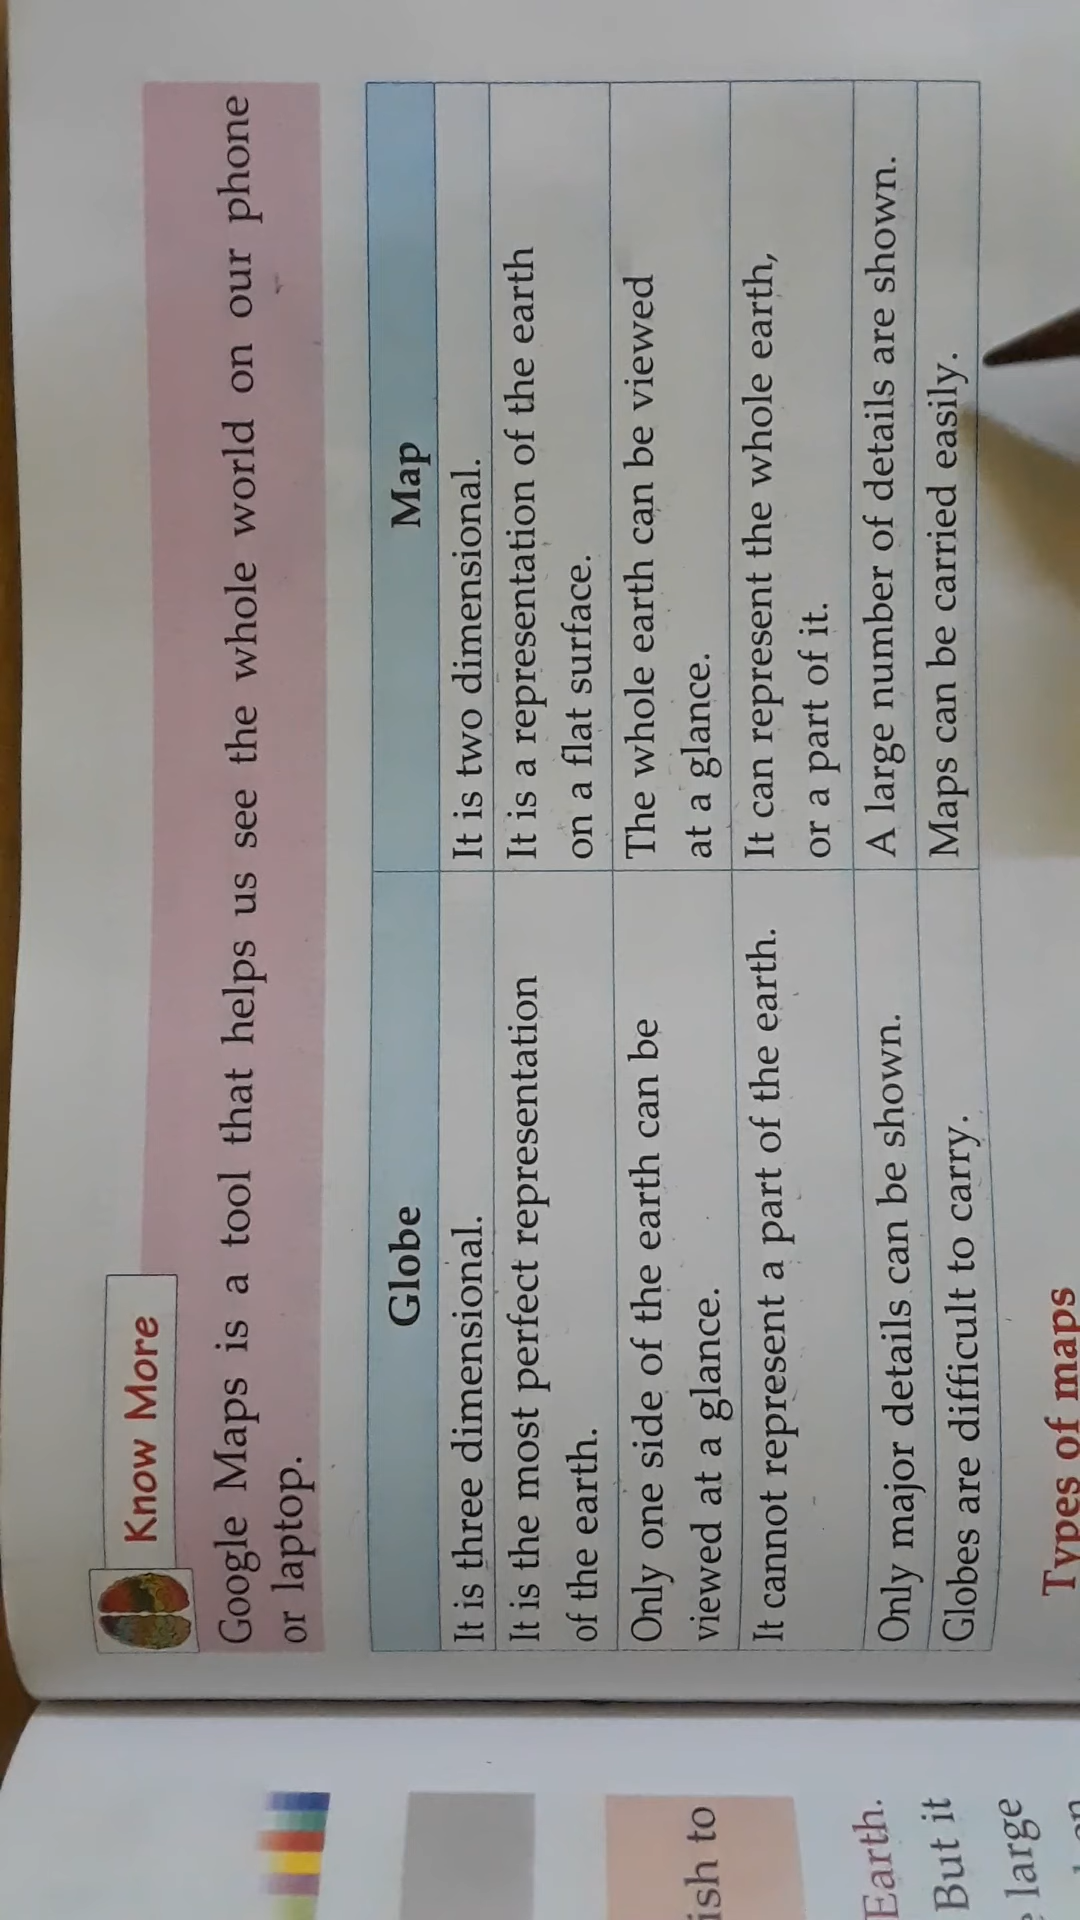 Know More
Google Maps is a tool that helps us see the whole world on our phone
or laptop.
Globe
Map
It is three dimensional.
It is two dimensional.
It is the most perfect representation
of the earth.
It is a representation of the earth
on a flat surface.
Only one side of the earth can be
viewed at a glance.
The whole earth can be viewed
at a glance.
It cannot represent a part of the earth.
It can represent the whole earth,
or a part of it.
Only major details can be shown.
A large number of details are shown.
Globes are difficult to carry.
Maps can be carried easily.
Types of maps
ish to
Earth.
But it
large